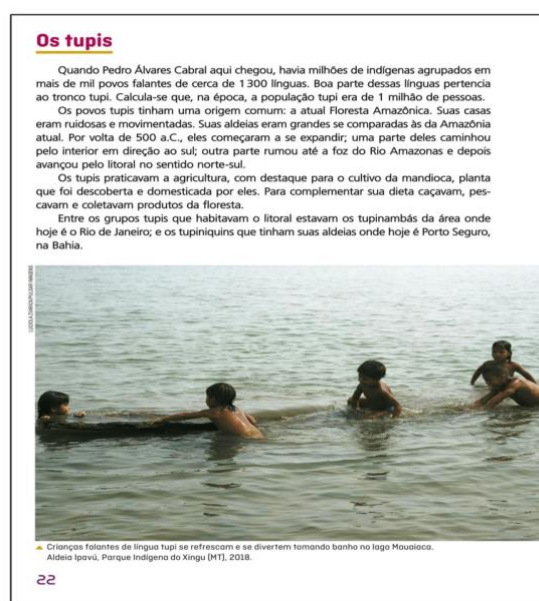 Os tupis
Quando Pedro Álvares Cabral aqui chegou, havia milhões de indígenas agrupados em
mais de mil povos falantes de cerca de 1300 línguas. Boa parte dessas línguas pertencia
ao tronco tupi. Calcula-se que, na época, a população tupi era de 1 milhão de pessoas.
Os povos tupis tinham uma origem comum: a atual Floresta Amazônica. Suas casas
eram ruidosas e movimentadas. Suas aldeias eram grandes se comparadas às da Amazônia
atual. Por volta de 500 a.C., eles começaram a se expandir; uma parte deles caminhou
pelo interior em direção ao sul; outra parte rumou até a foz do Rio Amazonas e depois
avançou pelo litoral no sentido norte-sul.
Os tupis praticavam a agricultura, com destaque para o cultivo da mandioca, planta
que foi descoberta e domesticada por eles. Para complementar sua dieta caçavam, pes-
cavam e coletavam produtos da floresta.
Entre os grupos tupis que habitavam o litoral estavam os tupinambás da área onde
hoje é o Rio de Janeiro; e os tupiniquins que tinham suas aldeias onde hoje é Porto Seguro,
na Bahia.
Crianças falantes de língua tupi se refrescam e se divertem tomando banho no lago Mauaiaca.
Aldeia Ipavú, Parque Indígena do Xingu (MT), 2018.
22